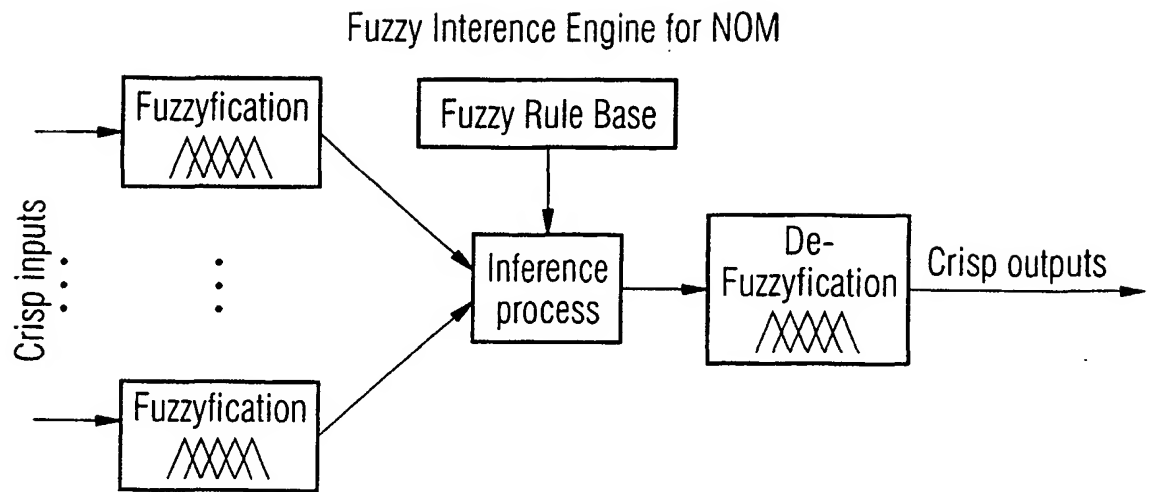 Fuzzy Interence Engine for NOM
Fuzzyfication
Fuzzy Rule Base
Crisp inputs
Inference
process
De-
Fuzzyfication
Crisp outputs
Fuzzyfication